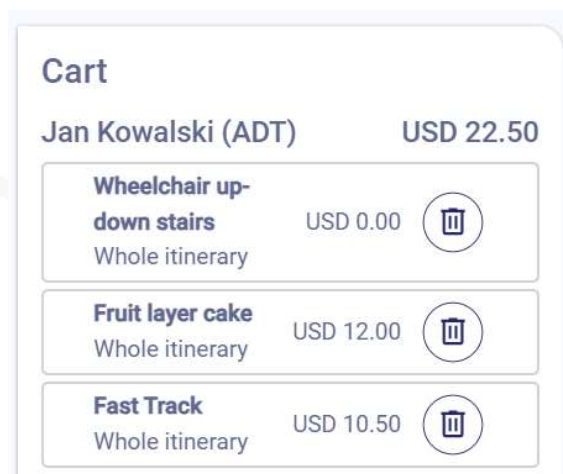 Cart
Jan Kowalski (ADT) USD 22.50
Wheelchair up-
down stairs USD 0.00
Whole itinerary
Fruit layer cake
USD 12.00
Whole itinerary
Fast Track
USD 10.50
Whole itinerary